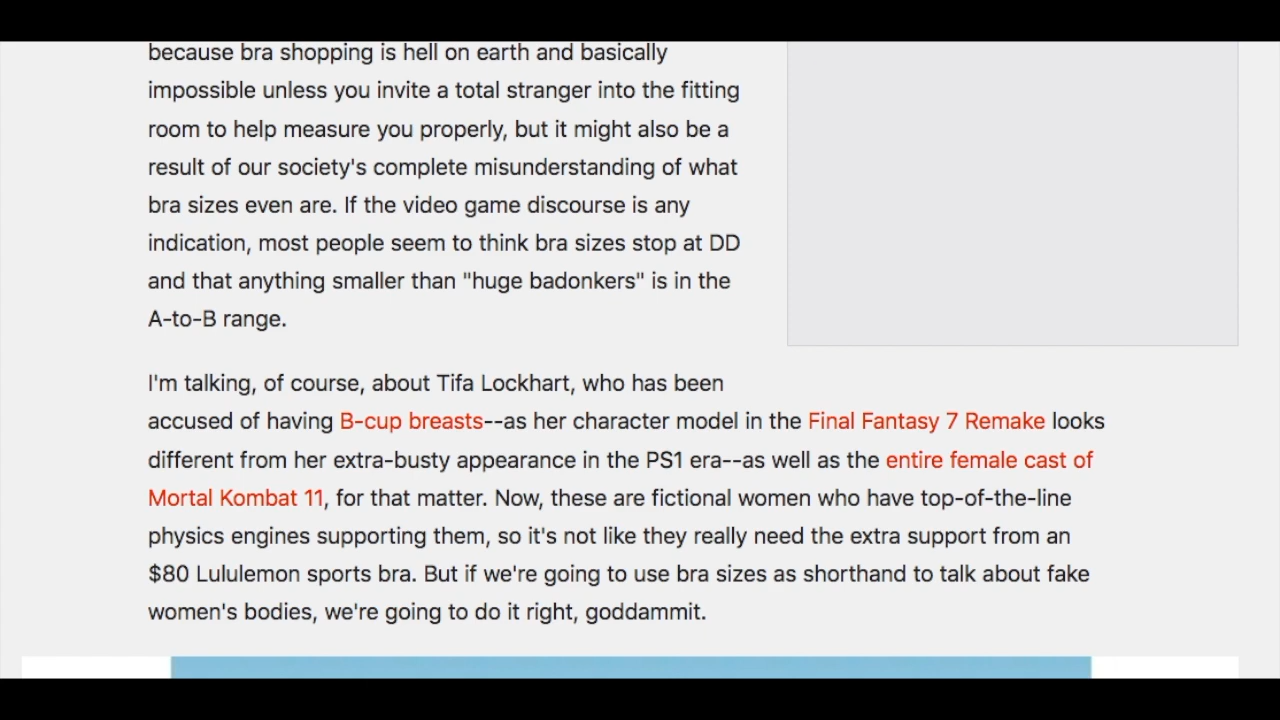 because bra shopping is hell on earth and basically
impossible unless you invite a total stranger into the fitting
room to help measure you properly, but it might also be a
result of our society's complete misunderstanding of what
bra sizes even are. If the video game discourse is any
indication, most people seem to think bra sizes stop at DD
and that anything smaller than "huge badonkers" is in the
A-to-B range.
I'm talking, of course, about Tifa Lockhart, who has been
accused of having B-cup breasts--as her character model in the Final Fantasy 7 Remake looks
different from her extra-busty appearance in the PS1 era--as well as the entire female cast of
Mortal Kombat 11, for that matter. Now, these are fictional women who have top-of-the-line
physics engines supporting them, so it's not like they really need the extra support from an
$80 Lululemon sports bra. But if we're going to use bra sizes as shorthand to talk about fake
women's bodies, we're going to do it right, goddammit.